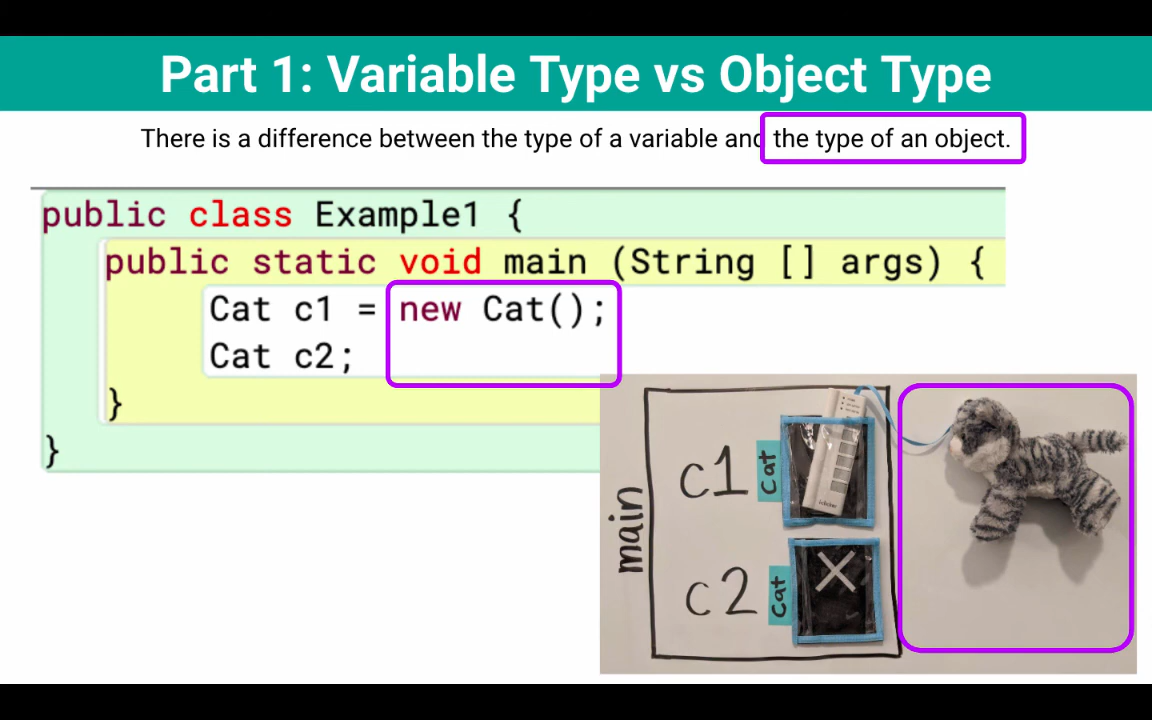 Part 1: Variable Type vs Object Type
There is a difference between the type of a variable and the type of an object.
public class Example1 {
public static void main (String [] args) {
Cat c1 = new Cat();
Cat c2;
}
}
main
c1 Cat
c2 Cat